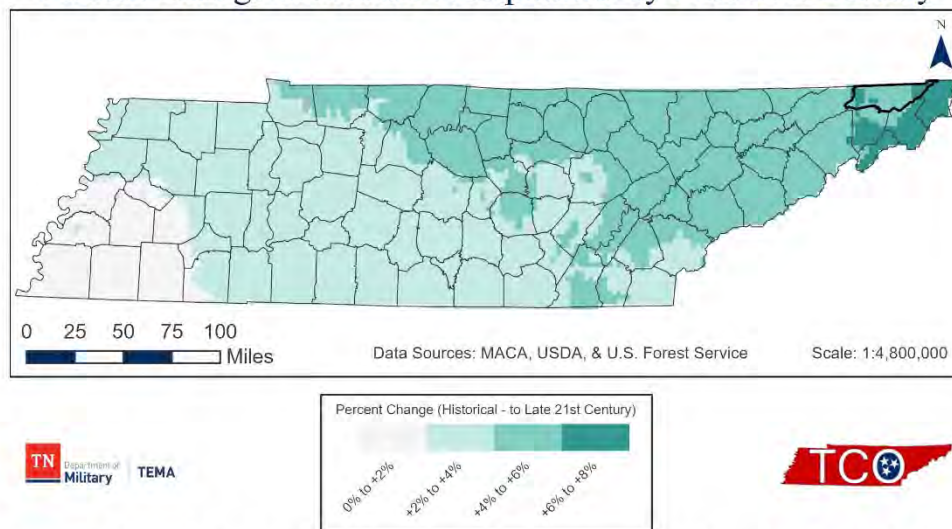 N
0 25 50 75 100
Miles
Data Sources: MACA, USDA, & U.S. Forest Service
Scale: 1:4,800,000
Percent Change (Historical - to Late 21st Century)
0% to +2%
+2% to +4%
+4% to +6%
+6% to +8%
TN
Department of
Military
TEMA
TCO